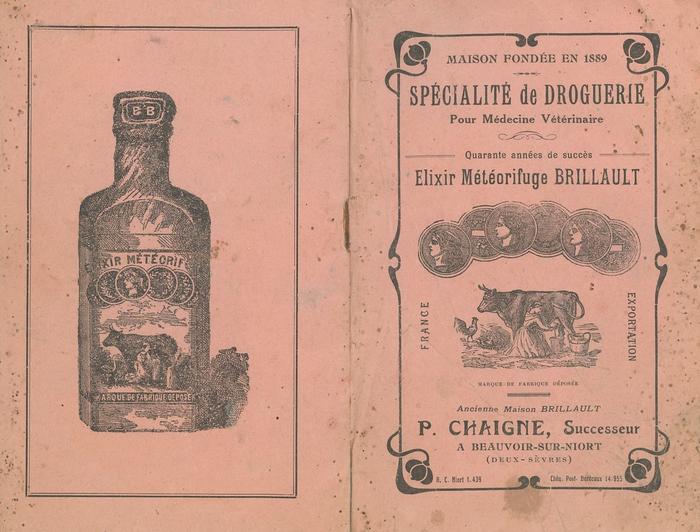 B B
ELIXIR MÉTÉORIF
MARQUE DE FABRIQUE DÉPOSÉE
MAISON FONDÉE EN 1889
SPÉCIALITÉ de DROGUERIE
Pour Médecine Vétérinaire
Quarante années de succès
Elixir Météorifuge BRILLAULT
FRANCE
EXPORTATION
MARQUE DE FABRIQUE DÉPOSÉE
Ancienne Maison BRILLAULT
P. CHAIGNE, Successeur
A BEAUVOIR-SUR-NIORT
(DEUX-SÈVRES)
R. C. Niort 1.439
Chèq. Post. Bordeaux 14-955